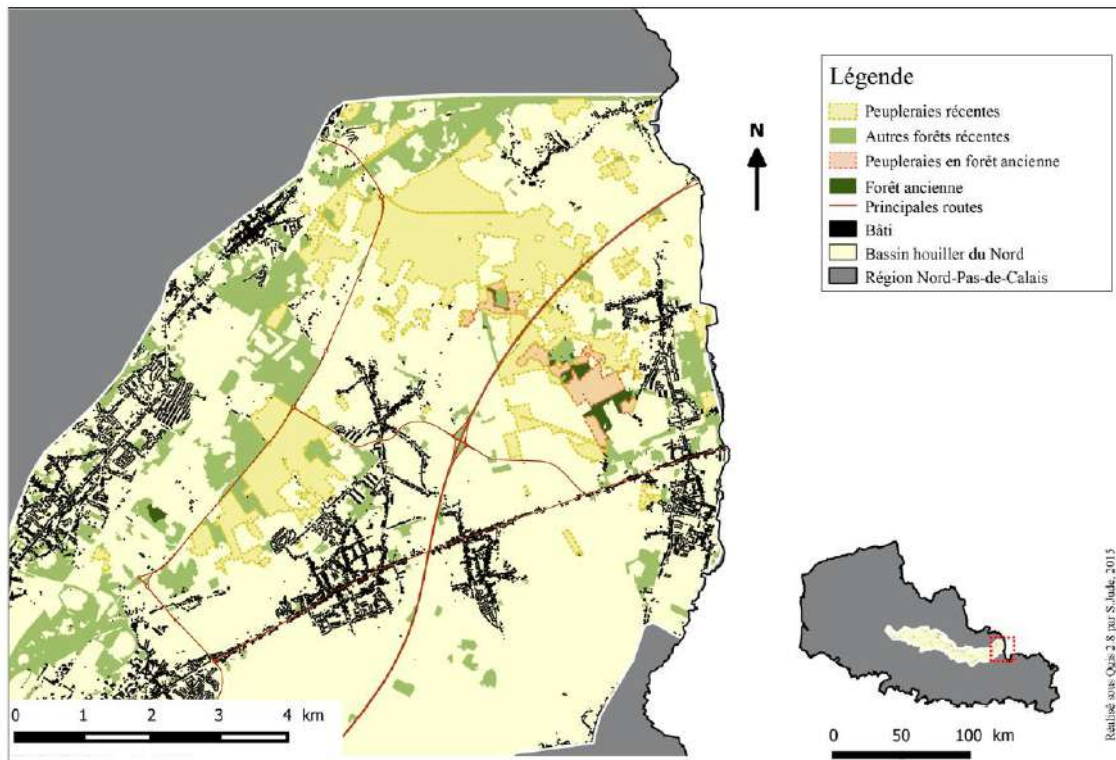 Légende
Peupleraies récentes
Autres forêts récentes
Peupleraies en forêt ancienne
Forêt ancienne
Principales routes
Bâti
Bassin houiller du Nord
Région Nord-Pas-de-Calais
N
0 1 2 3 4 km
0 50 100 km
Réalisé sous Qgis 2.8 par S.Jude, 2015